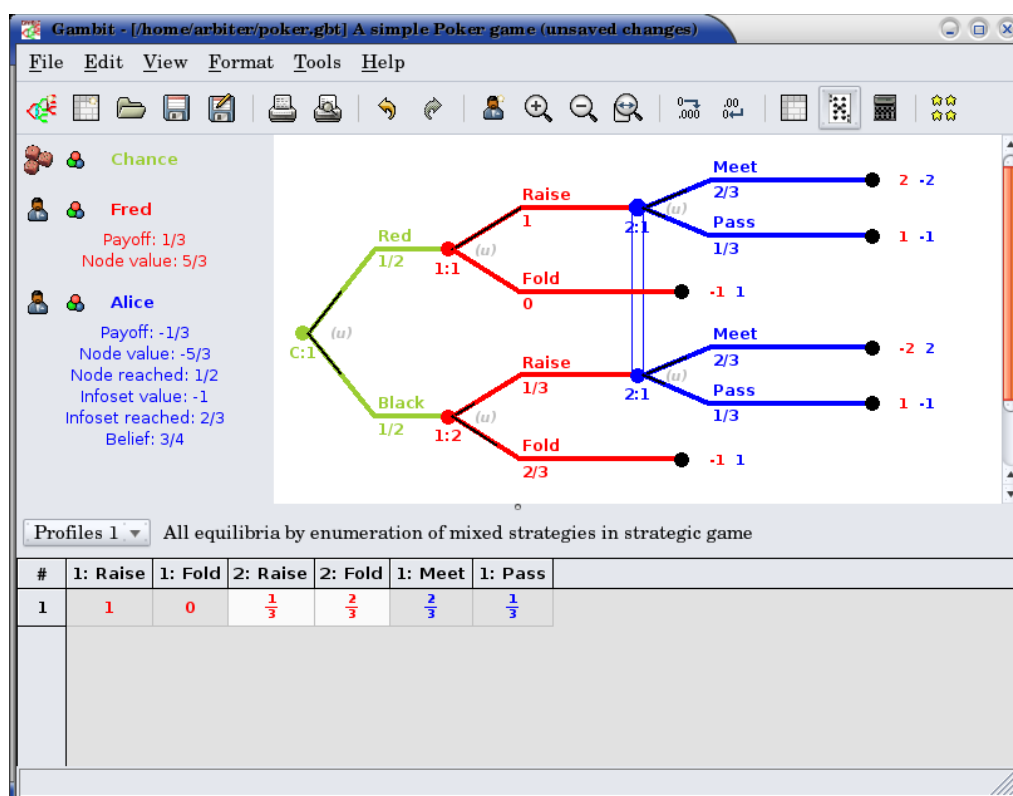 Gambit - [/home/arbiter/poker.gbt] A simple Poker game (unsaved changes)
File Edit View Format Tools Help
0 .000
.00 0
Chance
Fred
Payoff: 1/3
Node value: 5/3
Alice
Payoff: -1/3
Node value: -5/3
Node reached: 1/2
Infoset value: -1
Infoset reached: 2/3
Belief: 3/4
C:1
(u)
Red
1/2
1:1
(u)
Raise
1
Fold
0
-1 1
2:1
(u)
Meet
2/3
2 -2
Pass
1/3
1 -1
Black
1/2
1:2
(u)
Raise
1/3
Fold
2/3
-1 1
2:1
(u)
Meet
2/3
-2 2
Pass
1/3
1 -1
Profiles 1 All equilibria by enumeration of mixed strategies in strategic game
# 1: Raise 1: Fold 2: Raise 2: Fold 1: Meet 1: Pass
1 1 0 1/3 2/3 2/3 1/3